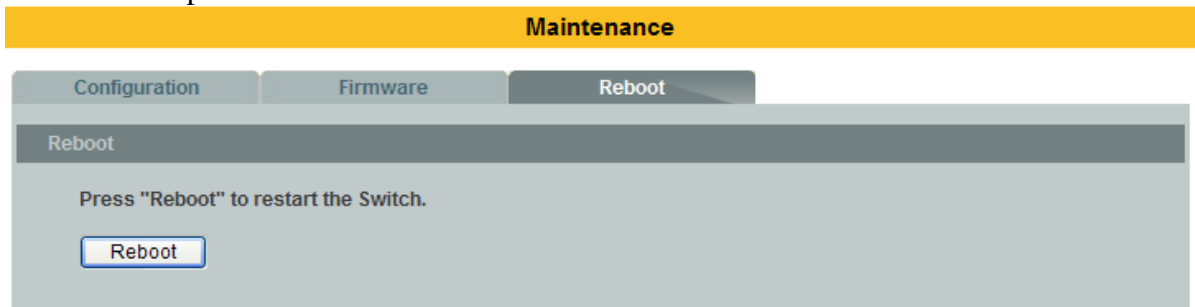 Maintenance
Configuration Firmware Reboot
Reboot
Press "Reboot" to restart the Switch.
Reboot